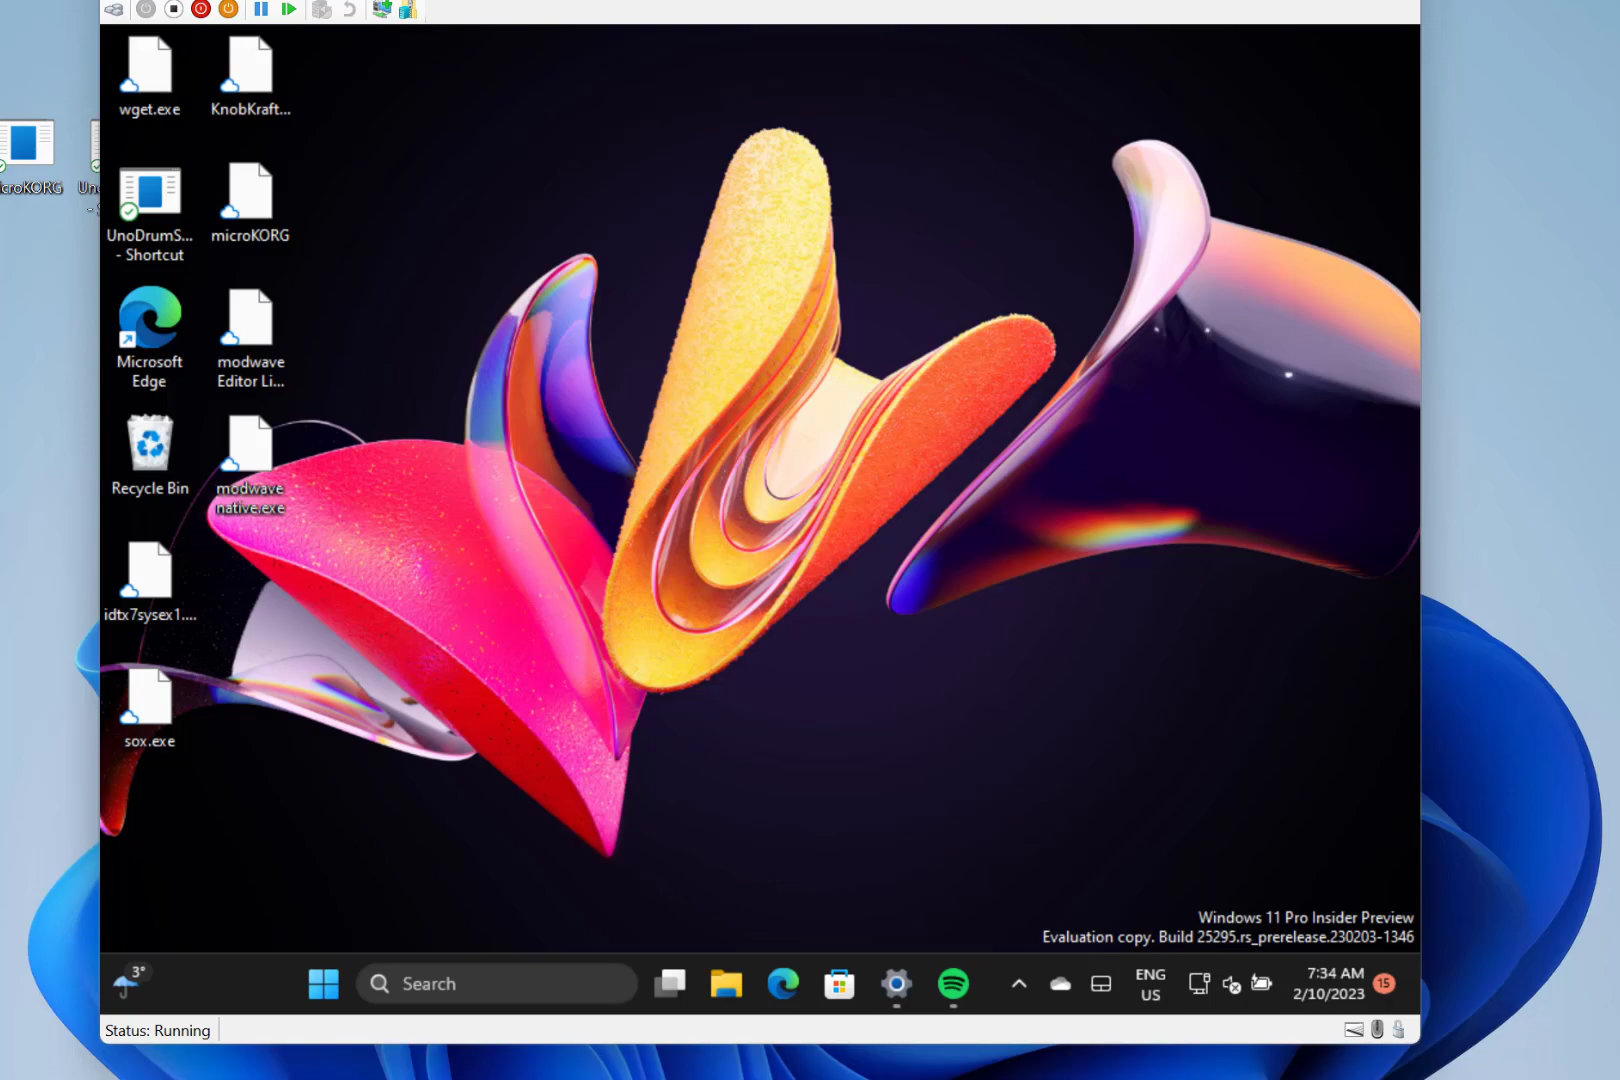 wget.exe
KnobKraft...
croKORG
UnoDrumS...
- Shortcut
microKORG
Microsoft
Edge
modwave
Editor Li...
Recycle Bin
modwave
native.exe
idtx7sysex1....
sox.exe
Windows 11 Pro Insider Preview
Evaluation copy. Build 25295.rs_prerelease.230203-1346
3°
Search
ENG
US
7:34 AM
2/10/2023
15
Status: Running